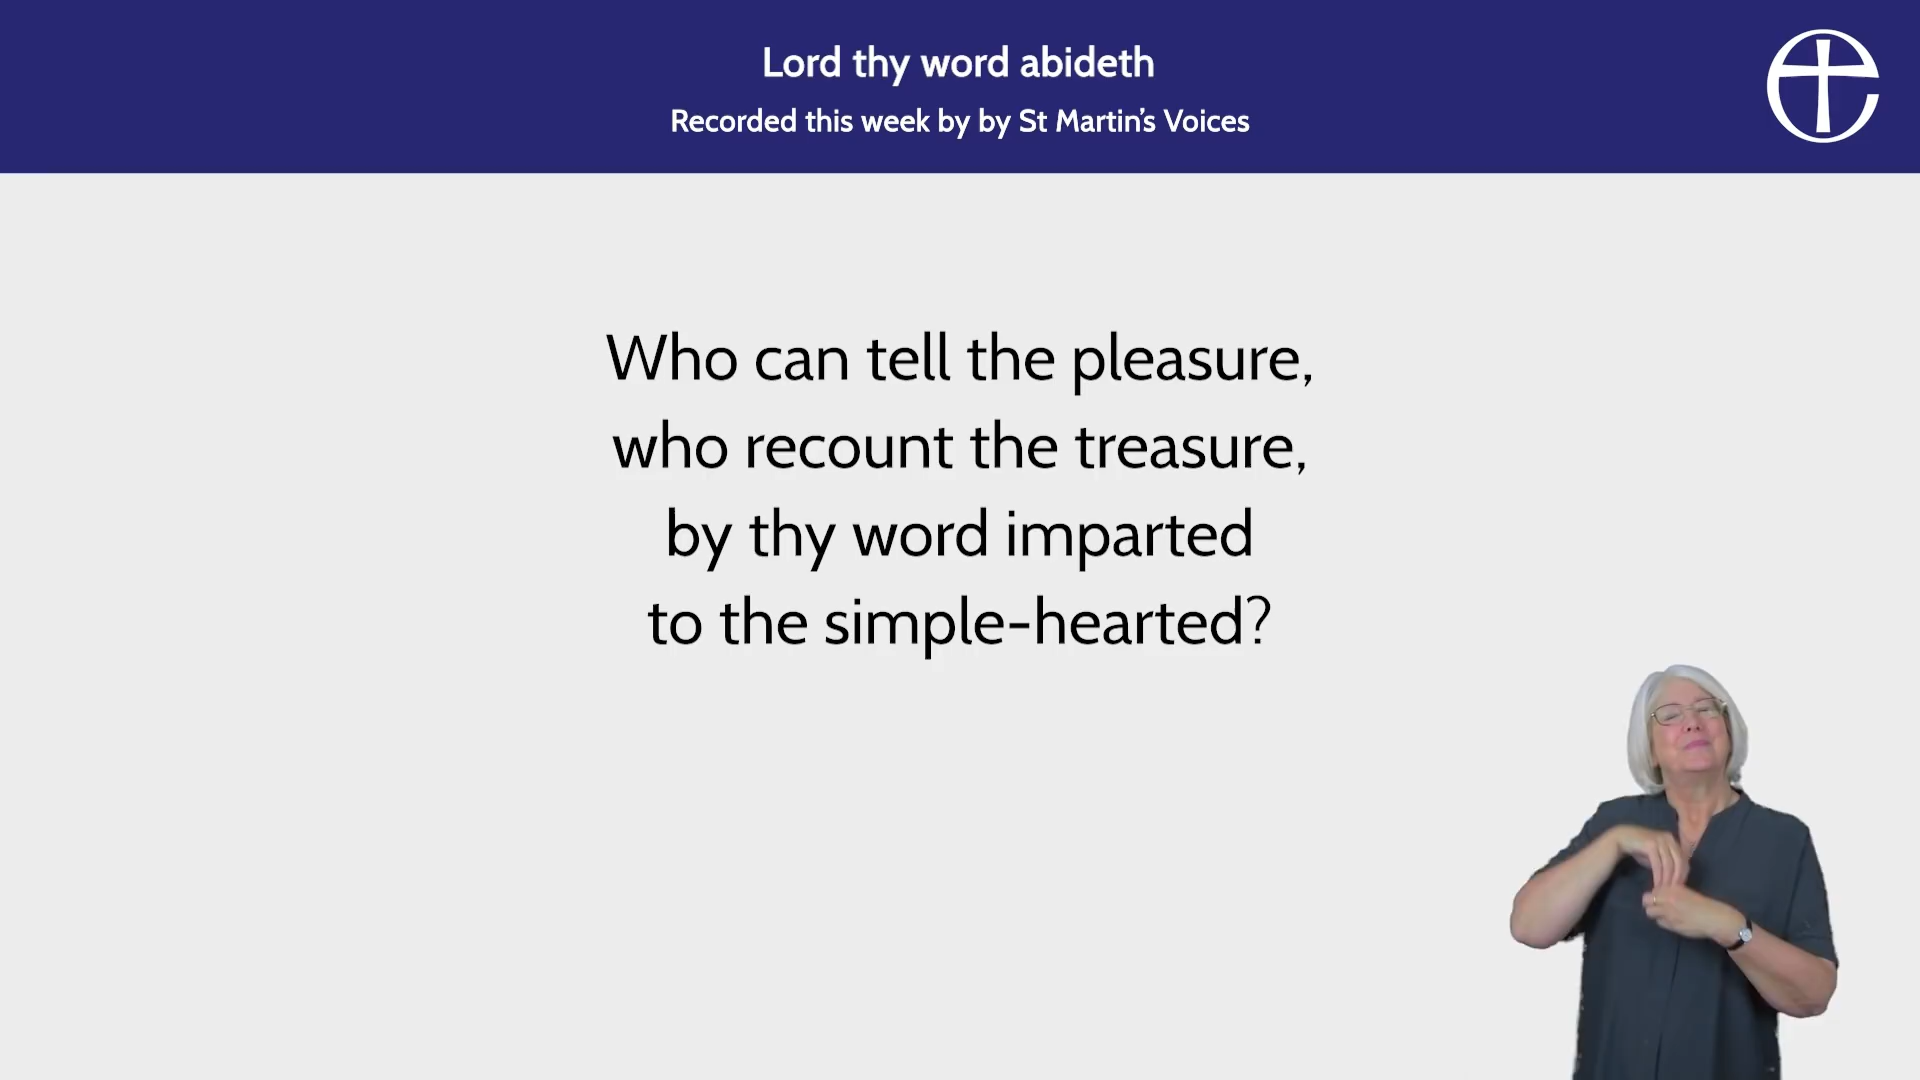 Lord thy word abideth
Recorded this week by by St Martin's Voices
Who can tell the pleasure,
who recount the treasure,
by thy word imparted
to the simple-hearted?